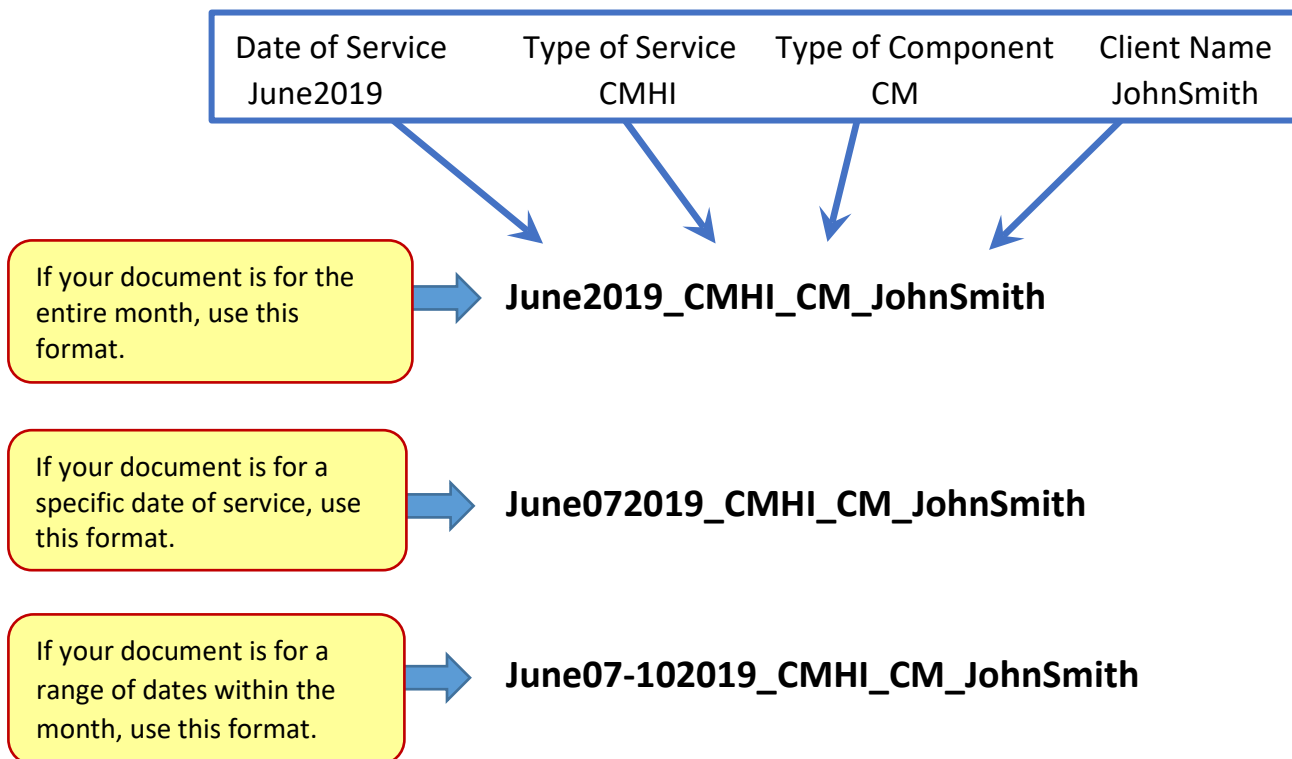 Date of Service Type of Service Type of Component Client Name
June2019 CMHI CM JohnSmith
If your document is for the
entire month, use this
format.
June2019_CMHI_CM_JohnSmith
If your document is for a
specific date of service, use
this format.
June072019_CMHI_CM_JohnSmith
If your document is for a
range of dates within the
month, use this format.
June07-102019_CMHI_CM_JohnSmith